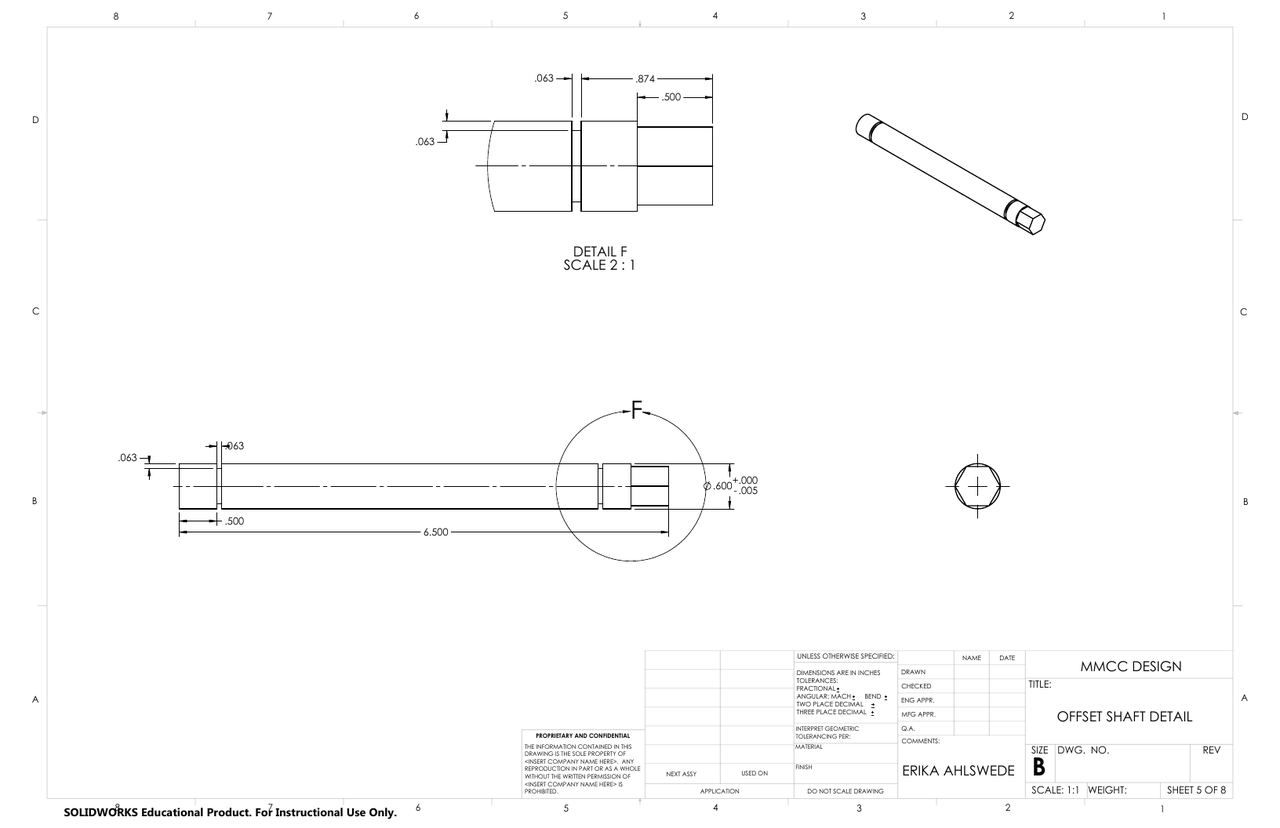 8 7 6 5 4 3 2 1
D
D
.063
.874
.500
.063
DETAIL F
SCALE 2 : 1
C
C
F
.063
.063
Ø.600 +.000
-.005
B
B
.500
6.500
A
A
UNLESS OTHERWISE SPECIFIED:
DIMENSIONS ARE IN INCHES
TOLERANCES:
FRACTIONAL±
ANGULAR: MACH± BEND ±
TWO PLACE DECIMAL ±
THREE PLACE DECIMAL ±
INTERPRET GEOMETRIC
TOLERANCING PER:
MATERIAL
FINISH
DO NOT SCALE DRAWING
NAME DATE
DRAWN
CHECKED
ENG APPR.
MFG APPR.
Q.A.
COMMENTS:
ERIKA AHLSWEDE
MMCC DESIGN
TITLE:
OFFSET SHAFT DETAIL
SIZE DWG. NO. REV
B
SCALE: 1:1 WEIGHT: SHEET 5 OF 8
PROPRIETARY AND CONFIDENTIAL
THE INFORMATION CONTAINED IN THIS
DRAWING IS THE SOLE PROPERTY OF
<INSERT COMPANY NAME HERE>. ANY
REPRODUCTION IN PART OR AS A WHOLE
WITHOUT THE WRITTEN PERMISSION OF
<INSERT COMPANY NAME HERE> IS
PROHIBITED.
NEXT ASSY USED ON
APPLICATION
8 6 5 4 3 2 1
SOLIDWORKS Educational Product. For Instructional Use Only.